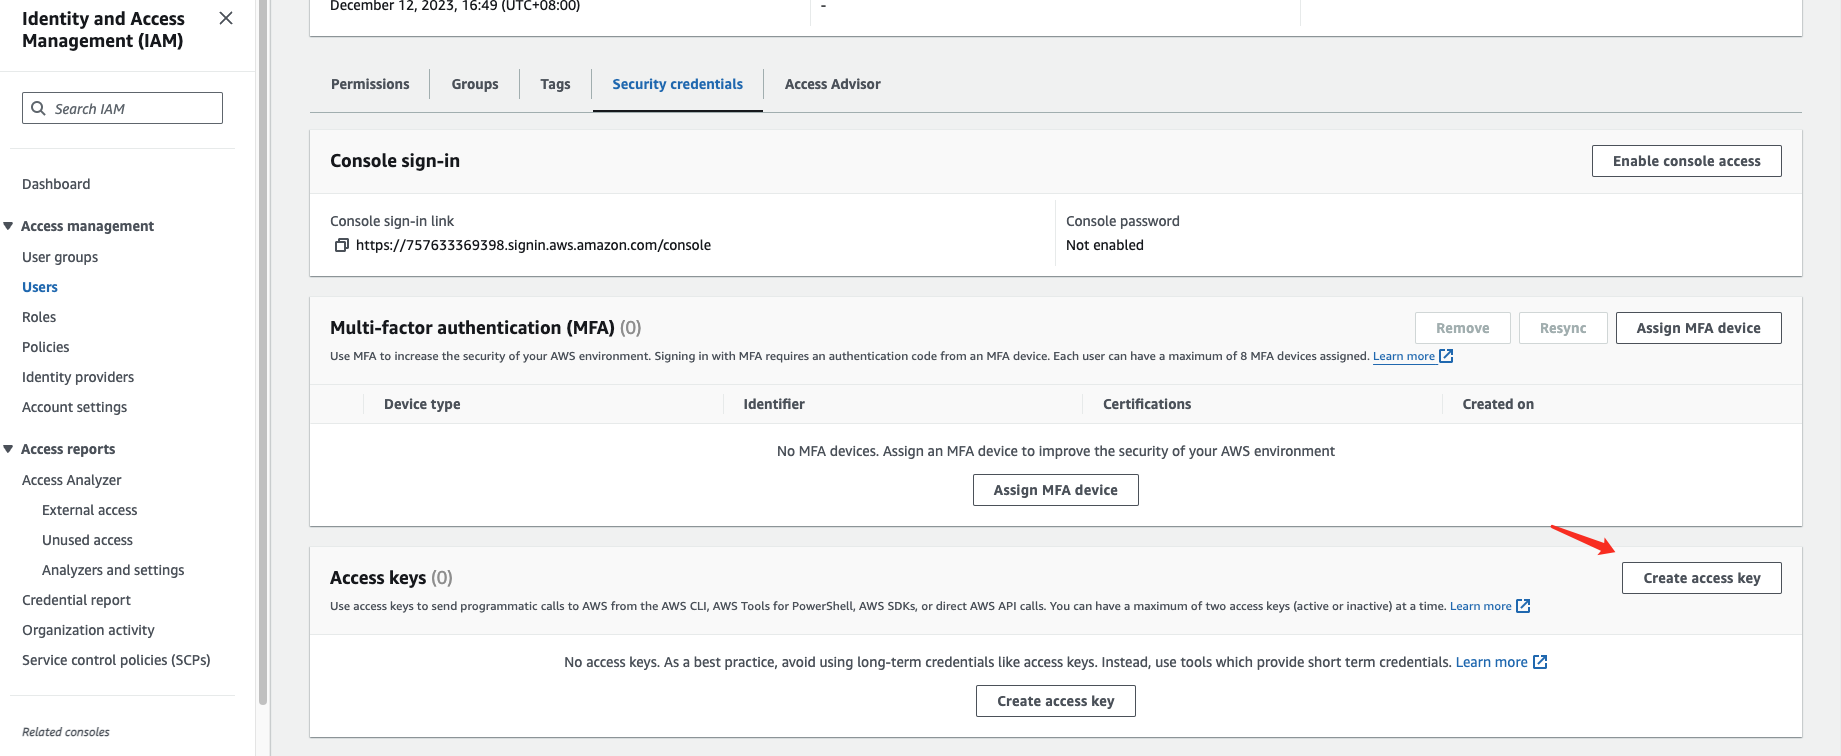 Identity and Access
Management (IAM)
Search IAM
Dashboard
Access management
User groups
Users
Roles
Policies
Identity providers
Account settings
Access reports
Access Analyzer
External access
Unused access
Analyzers and settings
Credential report
Organization activity
Service control policies (SCPs)
Related consoles
December 12, 2023, 16:49 (UTC+08:00)
-
Permissions
Groups
Tags
Security credentials
Access Advisor
Console sign-in
Enable console access
Console sign-in link
https://757633369398.signin.aws.amazon.com/console
Console password
Not enabled
Multi-factor authentication (MFA) (0)
Remove
Resync
Assign MFA device
Use MFA to increase the security of your AWS environment. Signing in with MFA requires an authentication code from an MFA device. Each user can have a maximum of 8 MFA devices assigned. Learn more
Device type
Identifier
Certifications
Created on
No MFA devices. Assign an MFA device to improve the security of your AWS environment
Assign MFA device
Access keys (0)
Create access key
Use access keys to send programmatic calls to AWS from the AWS CLI, AWS Tools for PowerShell, AWS SDKs, or direct AWS API calls. You can have a maximum of two access keys (active or inactive) at a time. Learn more
No access keys. As a best practice, avoid using long-term credentials like access keys. Instead, use tools which provide short term credentials. Learn more
Create access key